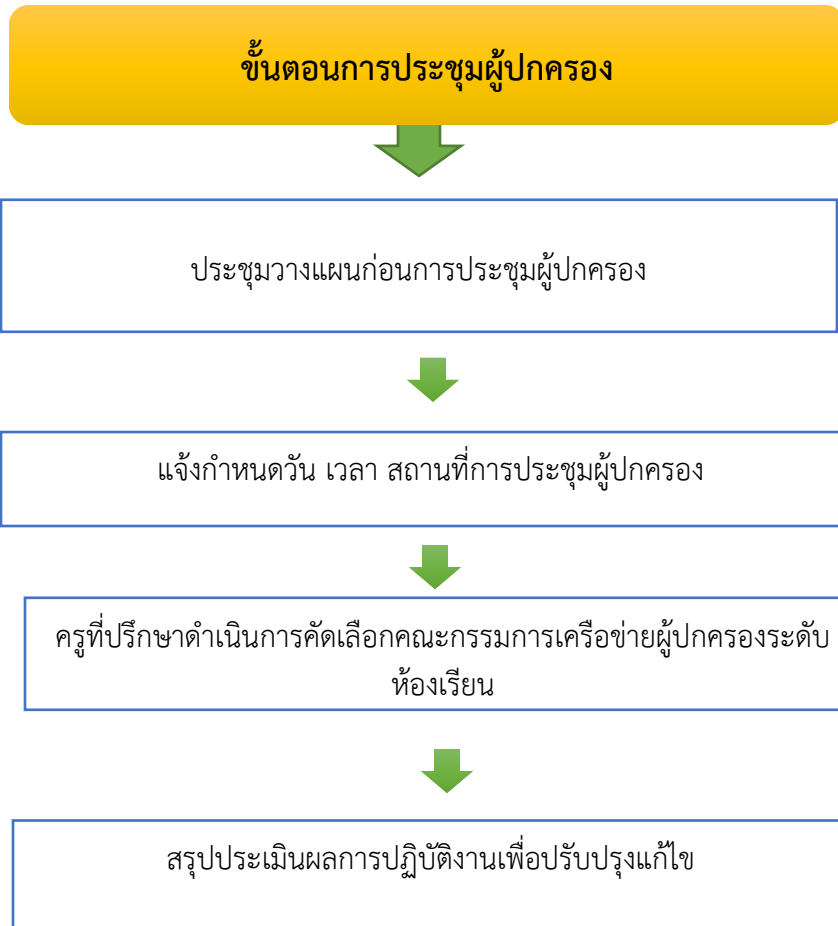 ขั้นตอนการประชุมผู้ปกครอง
ประชุมวางแผนก่อนการประชุมผู้ปกครอง
แจ้งกำหนดวัน เวลา สถานที่การประชุมผู้ปกครอง
ครูที่ปรึกษาดำเนินการคัดเลือกคณะกรรมการเครือข่ายผู้ปกครองระดับ
ห้องเรียน
สรุปประเมินผลการปฏิบัติงานเพื่อปรับปรุงแก้ไข